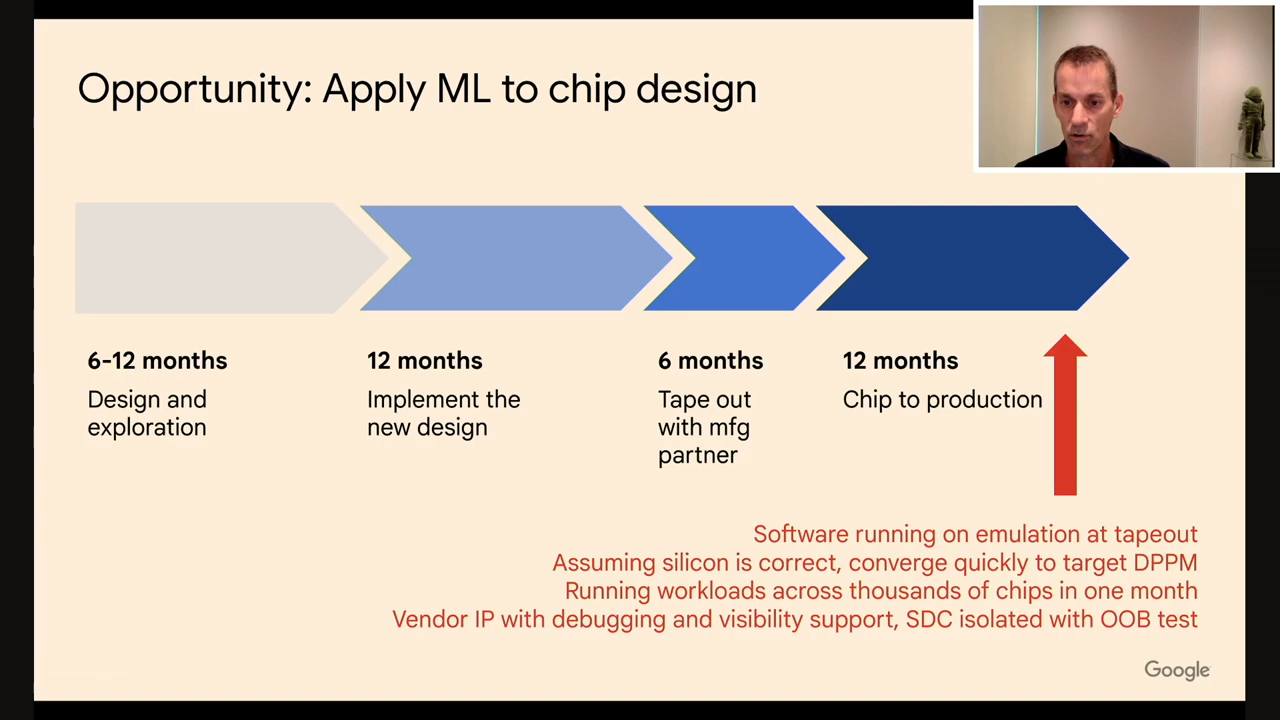 Opportunity: Apply ML to chip design
6-12 months
Design and
exploration
12 months
Implement the
new design
6 months
Tape out
with mfg
partner
12 months
Chip to production
Software running on emulation at tapeout
Assuming silicon is correct, converge quickly to target DPPM
Running workloads across thousands of chips in one month
Vendor IP with debugging and visibility support, SDC isolated with OOB test
Google